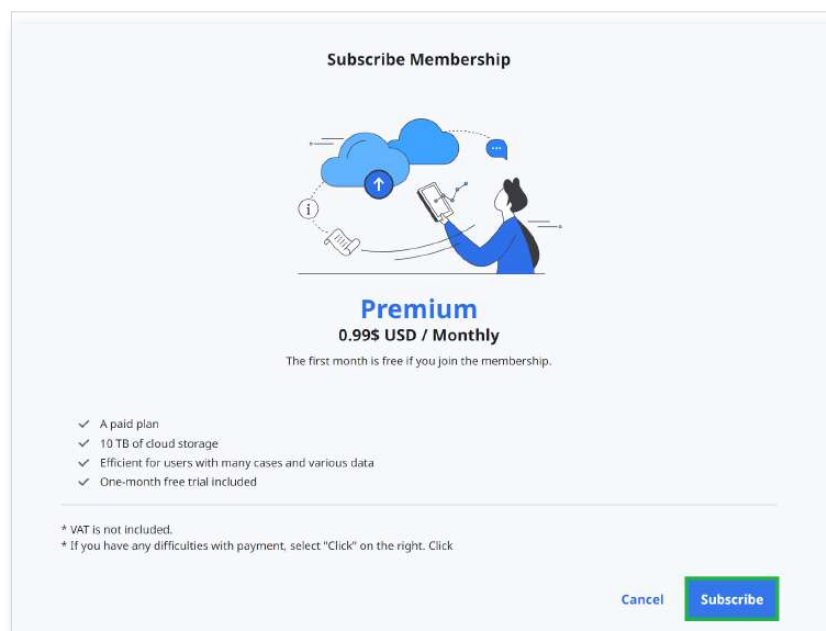 Subscribe Membership
i
Premium
0.99$ USD / Monthly
The first month is free if you join the membership.
A paid plan
10 TB of cloud storage
Efficient for users with many cases and various data
One-month free trial included
* VAT is not included.
* If you have any difficulties with payment, select "Click" on the right. Click
Cancel
Subscribe